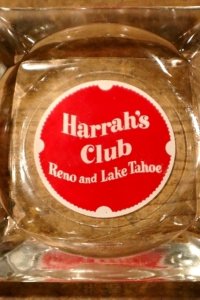 Harrah's
Club
Reno and Lake Tahoe